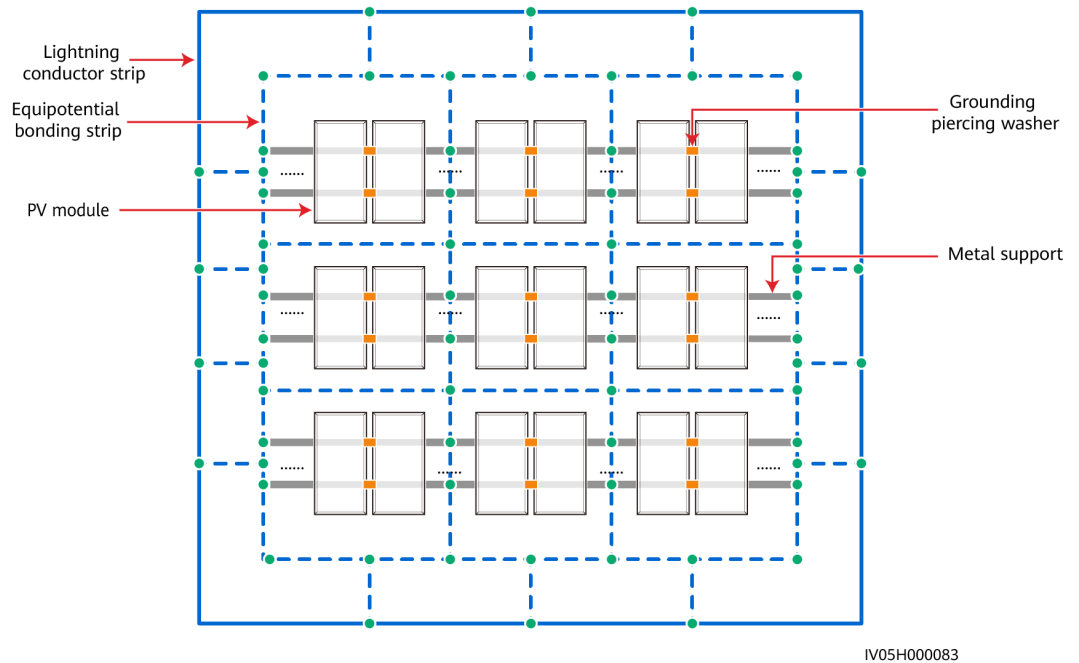 Lightning
conductor strip
Equipotential
bonding strip
Grounding
piercing washer
......
......
......
......
PV module
Metal support
......
......
......
......
......
......
......
......
IV05H000083